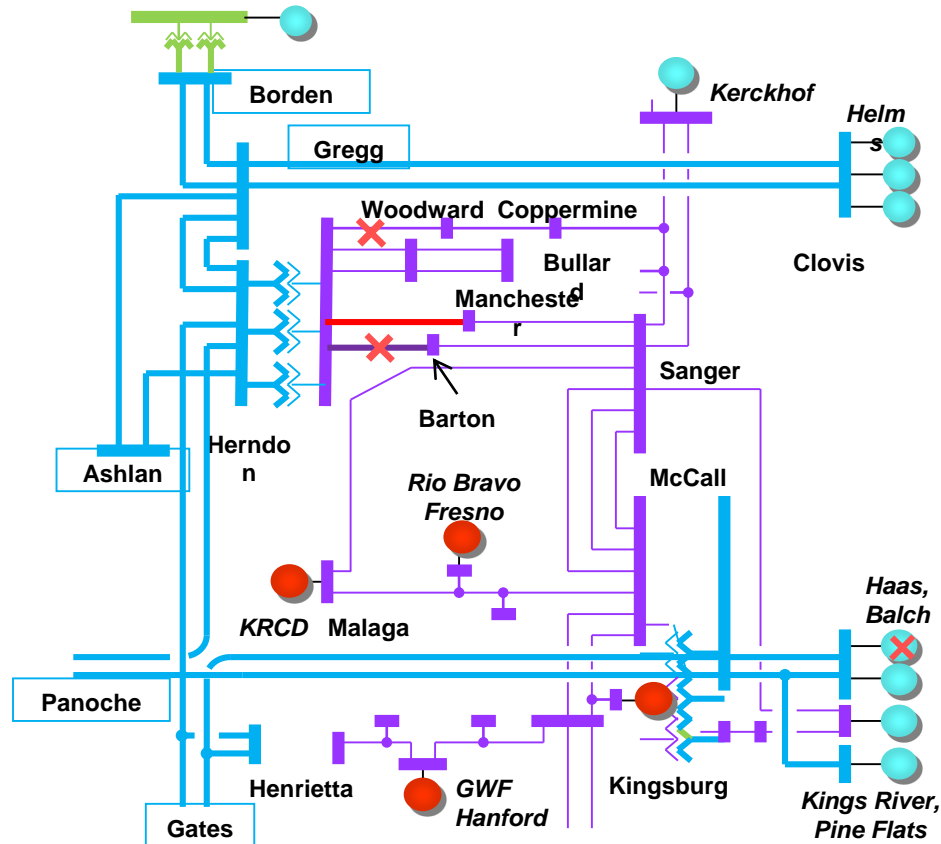 Borden
Kerckhof
Helm
s
Gregg
Woodward
Coppermine
Bullar
d
Clovis
Mancheste
r
Sanger
Barton
Herndo
n
Ashlan
McCall
Rio Bravo
Fresno
Haas,
Balch
KRCD
Malaga
Panoche
Henrietta
GWF
Hanford
Kingsburg
Kings River,
Pine Flats
Gates